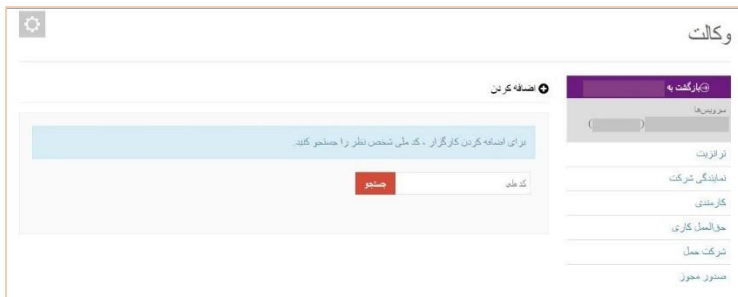 وکالت
بازگشت به
سرویس‌ها
( )
ترانزیت
نمایندگی شرکت
کارمندی
حق‌العمل کاری
شرکت حمل
صدور مجوز
اضافه کردن
برای اضافه کردن کارگزار ، کد ملی شخص نظر را جستجو کنید.
کد ملی
جستجو